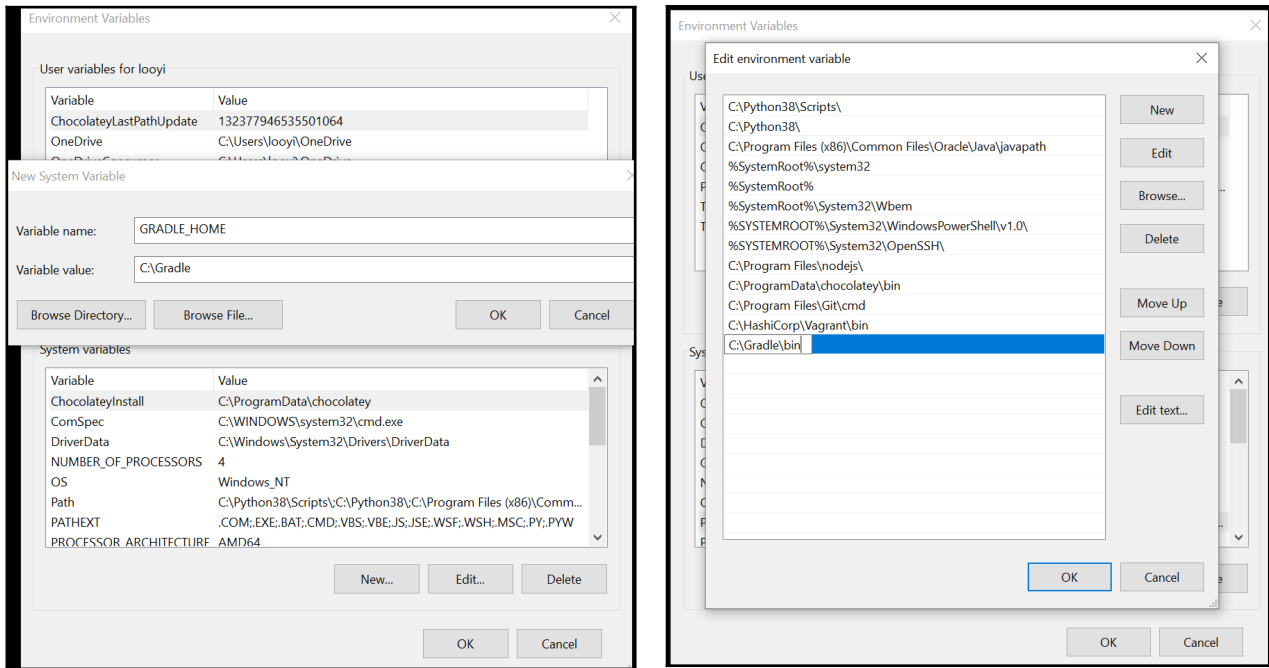 Environment Variables
User variables for looyi
Variable Value
ChocolateyLastPathUpdate 132377946535501064
OneDrive C:\Users\looyi\OneDrive
New System Variable
Variable name: GRADLE_HOME
Variable value: C:\Gradle
Browse Directory... Browse File... OK Cancel
System variables
Variable Value
ChocolateyInstall C:\ProgramData\chocolatey
ComSpec C:\WINDOWS\system32\cmd.exe
DriverData C:\Windows\System32\Drivers\DriverData
NUMBER_OF_PROCESSORS 4
OS Windows_NT
Path C:\Python38\Scripts\;C:\Python38\;C:\Program Files (x86)\Comm...
PATHEXT .COM;.EXE;.BAT;.CMD;.VBS;.VBE;.JS;.JSE;.WSF;.WSH;.MSC;.PY;.PYW
PROCESSOR_ARCHITECTURE AMD64
New... Edit... Delete
OK Cancel
Environment Variables
Edit environment variable
C:\Python38\Scripts\
C:\Python38\
C:\Program Files (x86)\Common Files\Oracle\Java\javapath
%SystemRoot%\system32
%SystemRoot%
%SystemRoot%\System32\Wbem
%SYSTEMROOT%\System32\WindowsPowerShell\v1.0\
%SYSTEMROOT%\System32\OpenSSH\
C:\Program Files\nodejs\
C:\ProgramData\chocolatey\bin
C:\Program Files\Git\cmd
C:\HashiCorp\Vagrant\bin
C:\Gradle\bin
New
Edit
Browse...
Delete
Move Up
Move Down
Edit text...
OK Cancel
OK Cancel